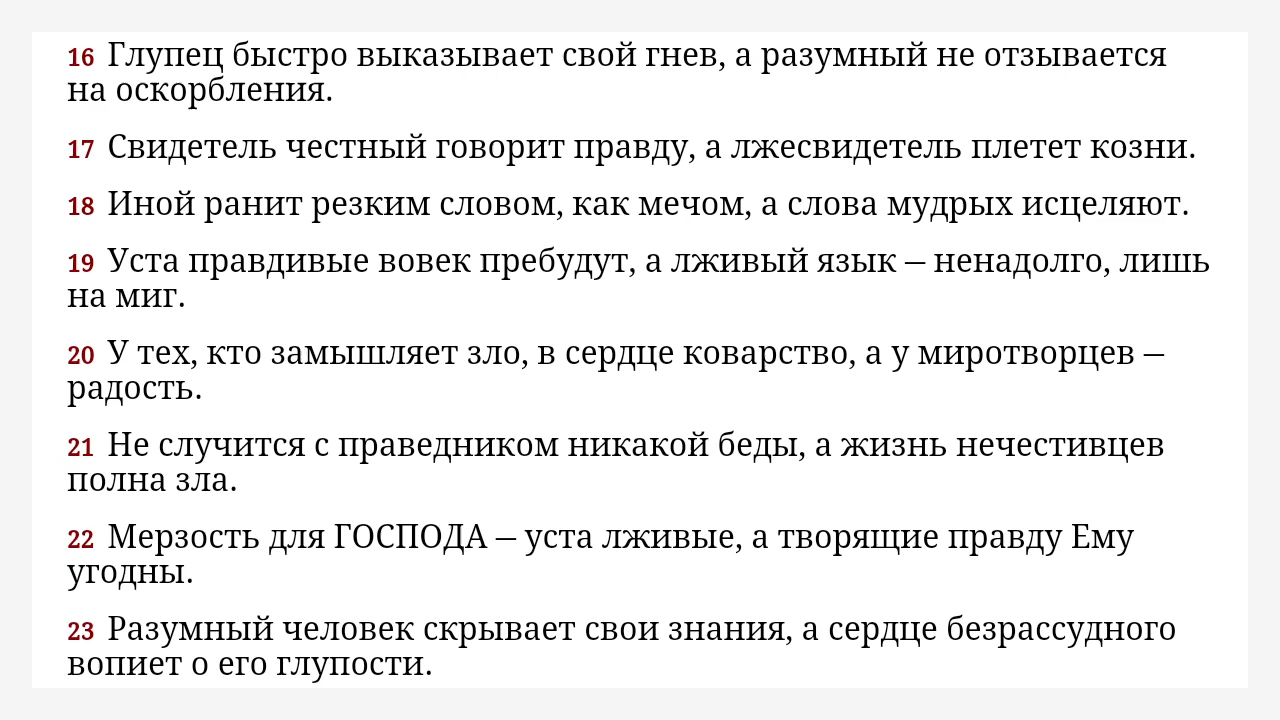 16 Глупец быстро выказывает свой гнев, а разумный не отзывается
на оскорбления.
17 Свидетель честный говорит правду, а лжесвидетель плетет козни.
18 Иной ранит резким словом, как мечом, а слова мудрых исцеляют.
19 Уста правдивые вовек пребудут, а лживый язык – ненадолго, лишь
на миг.
20 У тех, кто замышляет зло, в сердце коварство, а у миротворцев –
радость.
21 Не случится с праведником никакой беды, а жизнь нечестивцев
полна зла.
22 Мерзость для ГОСПОДА – уста лживые, а творящие правду Ему
угодны.
23 Разумный человек скрывает свои знания, а сердце безрассудного
вопиет о его глупости.